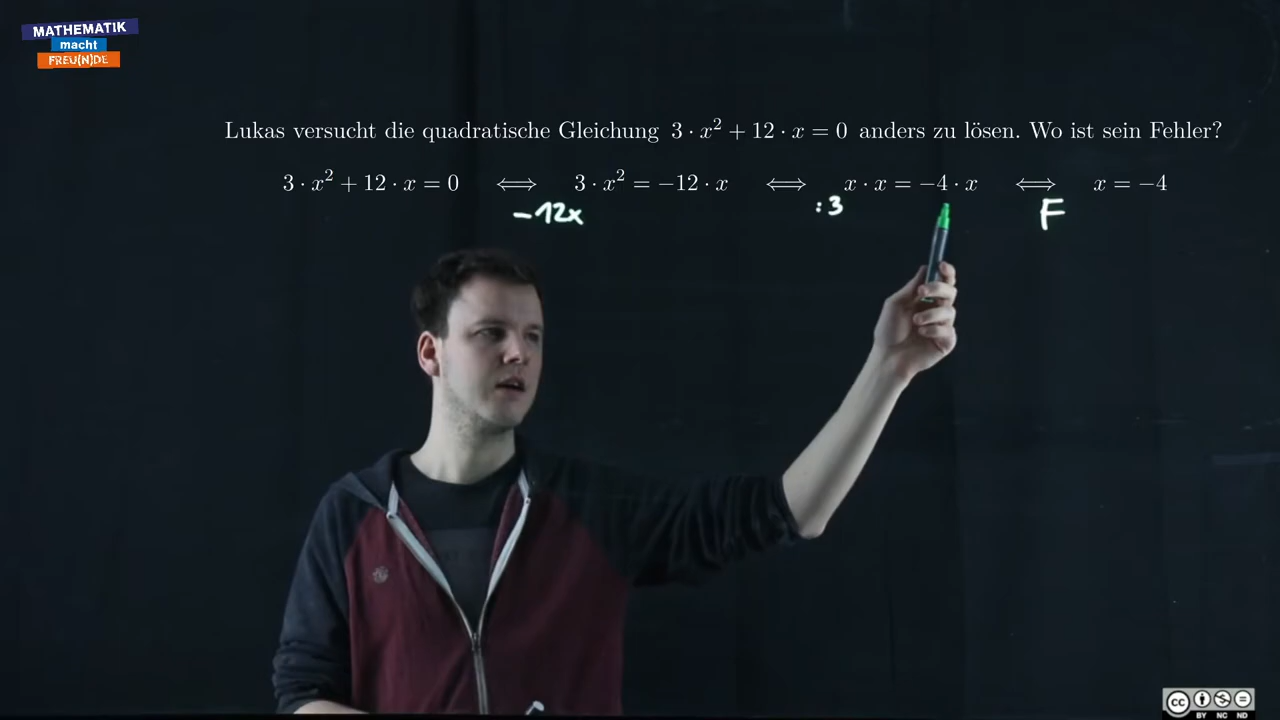 MATHEMATIK
macht
FREU(N)DE
Lukas versucht die quadratische Gleichung 3 · x² + 12 · x = 0 anders zu lösen. Wo ist sein Fehler?
3 · x² + 12 · x = 0 ⟺ 3 · x² = −12 · x ⟺ x · x = −4 · x ⟺ x = −4
−12x :3 F
CC BY NC ND